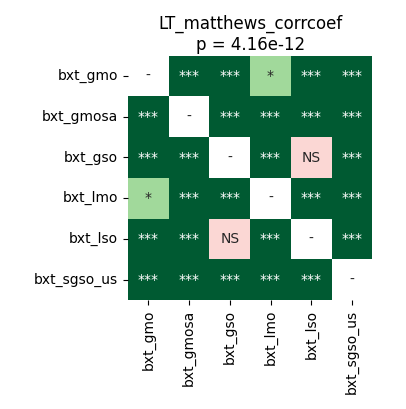 LT_matthews_corrcoef
p = 4.16e-12
bxt_gmo - *** *** * *** ***
bxt_gmosa *** - *** *** *** ***
bxt_gso *** *** - *** NS ***
bxt_lmo * *** *** - *** ***
bxt_lso *** *** NS *** - ***
bxt_sgso_us *** *** *** *** *** -
bxt_gmo
bxt_gmosa
bxt_gso
bxt_lmo
bxt_lso
bxt_sgso_us